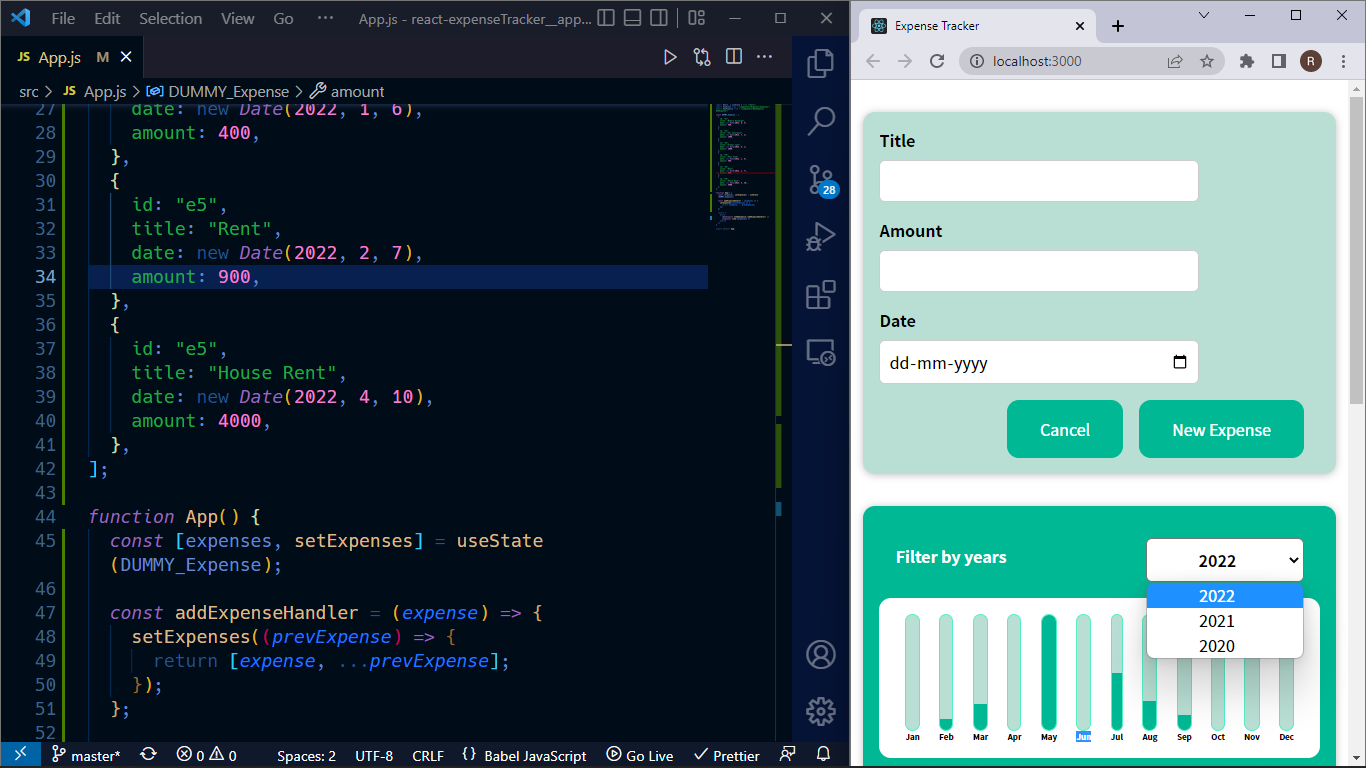 File Edit Selection View Go ··· App.js - react-expenseTracker__app...
JS App.js M
src > JS App.js > DUMMY_Expense > amount
27 date: new Date(2022, 1, 6),
28 amount: 400,
29 },
30 {
31 id: "e5",
32 title: "Rent",
33 date: new Date(2022, 2, 7),
34 amount: 900,
35 },
36 {
37 id: "e5",
38 title: "House Rent",
39 date: new Date(2022, 4, 10),
40 amount: 4000,
41 },
42 ];
43
44 function App() {
45 const [expenses, setExpenses] = useState
(DUMMY_Expense);
46
47 const addExpenseHandler = (expense) => {
48 setExpenses((prevExpense) => {
49 return [expense, ...prevExpense];
50 });
51 };
52
28
master* 0 0 Spaces: 2 UTF-8 CRLF {} Babel JavaScript Go Live Prettier
Expense Tracker
localhost:3000
R
Title
Amount
Date
dd-mm-yyyy
Cancel New Expense
Filter by years 2022
2022
2021
2020
Jan Feb Mar Apr May Jun Jul Aug Sep Oct Nov Dec